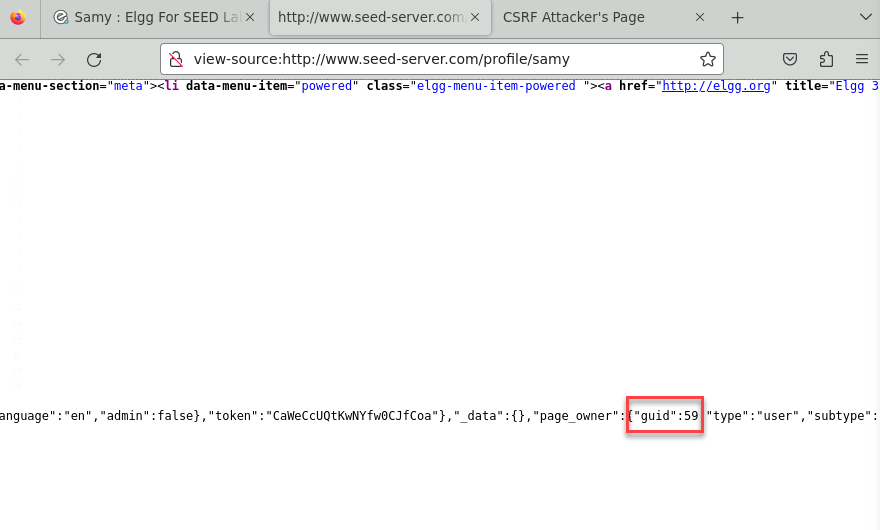 Samy : Elgg For SEED La
http://www.seed-server.com
CSRF Attacker's Page
view-source:http://www.seed-server.com/profile/samy
a-menu-section="meta"><li data-menu-item="powered" class="elgg-menu-item-powered "><a href="http://elgg.org" title="Elgg 3
anguage":"en","admin":false},"token":"CaWeCcUQtKwNYfw0CJfCoa"},"_data":{},"page_owner":{"guid":59,"type":"user","subtype":